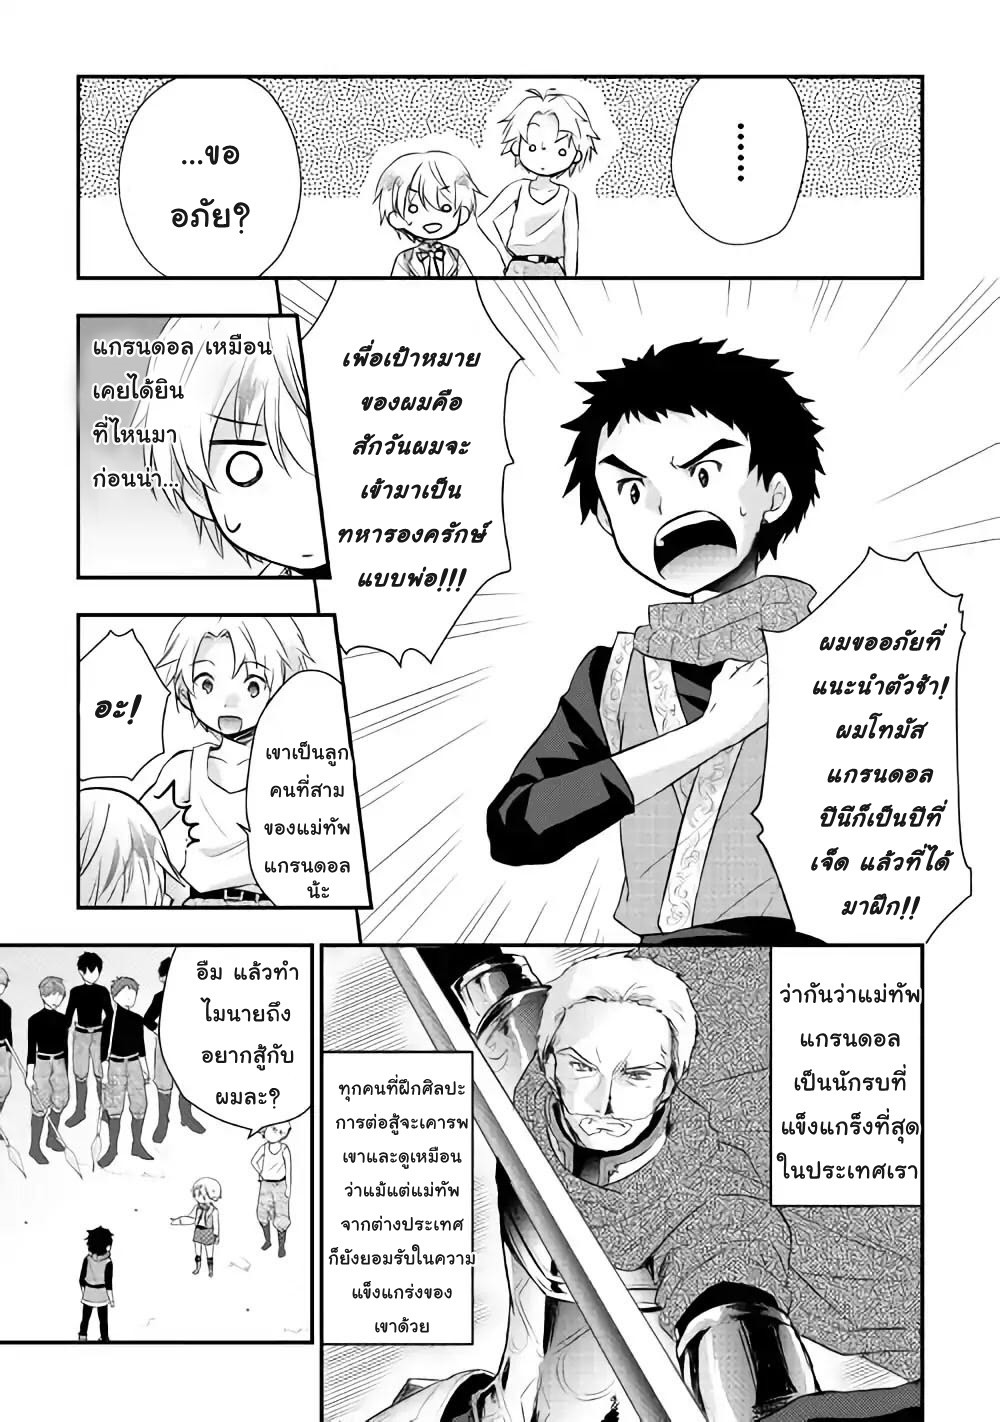 ......
...ขอ
อภัย?
ผมขออภัยที่
แนะนำตัวช้า!
ผมโทมัส
แกรนดอล
ปีนี้ก็เป็นปีที่
เจ็ด แล้วที่ได้
มาฝึก!!
เพื่อเป้าหมาย
ของผมคือ
สักวันผมจะ
เข้ามาเป็น
ทหารองครักษ์
แบบพ่อ!!!
แกรนดอล เหมือน
เคยได้ยิน
ที่ไหนมา
ก่อนน่า...
อะ!
เขาเป็นลูก
คนที่สาม
ของแม่ทัพ
แกรนดอล
น้ะ
ว่ากันว่าแม่ทัพ
แกรนดอล
เป็นนักรบที่
แข็งแกร็งที่สุด
ในประเทศเรา
ทุกคนที่ฝึกศิลปะ
การต่อสู้จะเคารพ
เขาและดูเหมือน
ว่าแม้แต่แม่ทัพ
จากต่างประเทศ
ก็ยังยอมรับในความ
แข็งแกร่งของ
เขาด้วย
อืม แล้วทำ
ไมนายถึง
อยากสู้กับ
ผมละ?